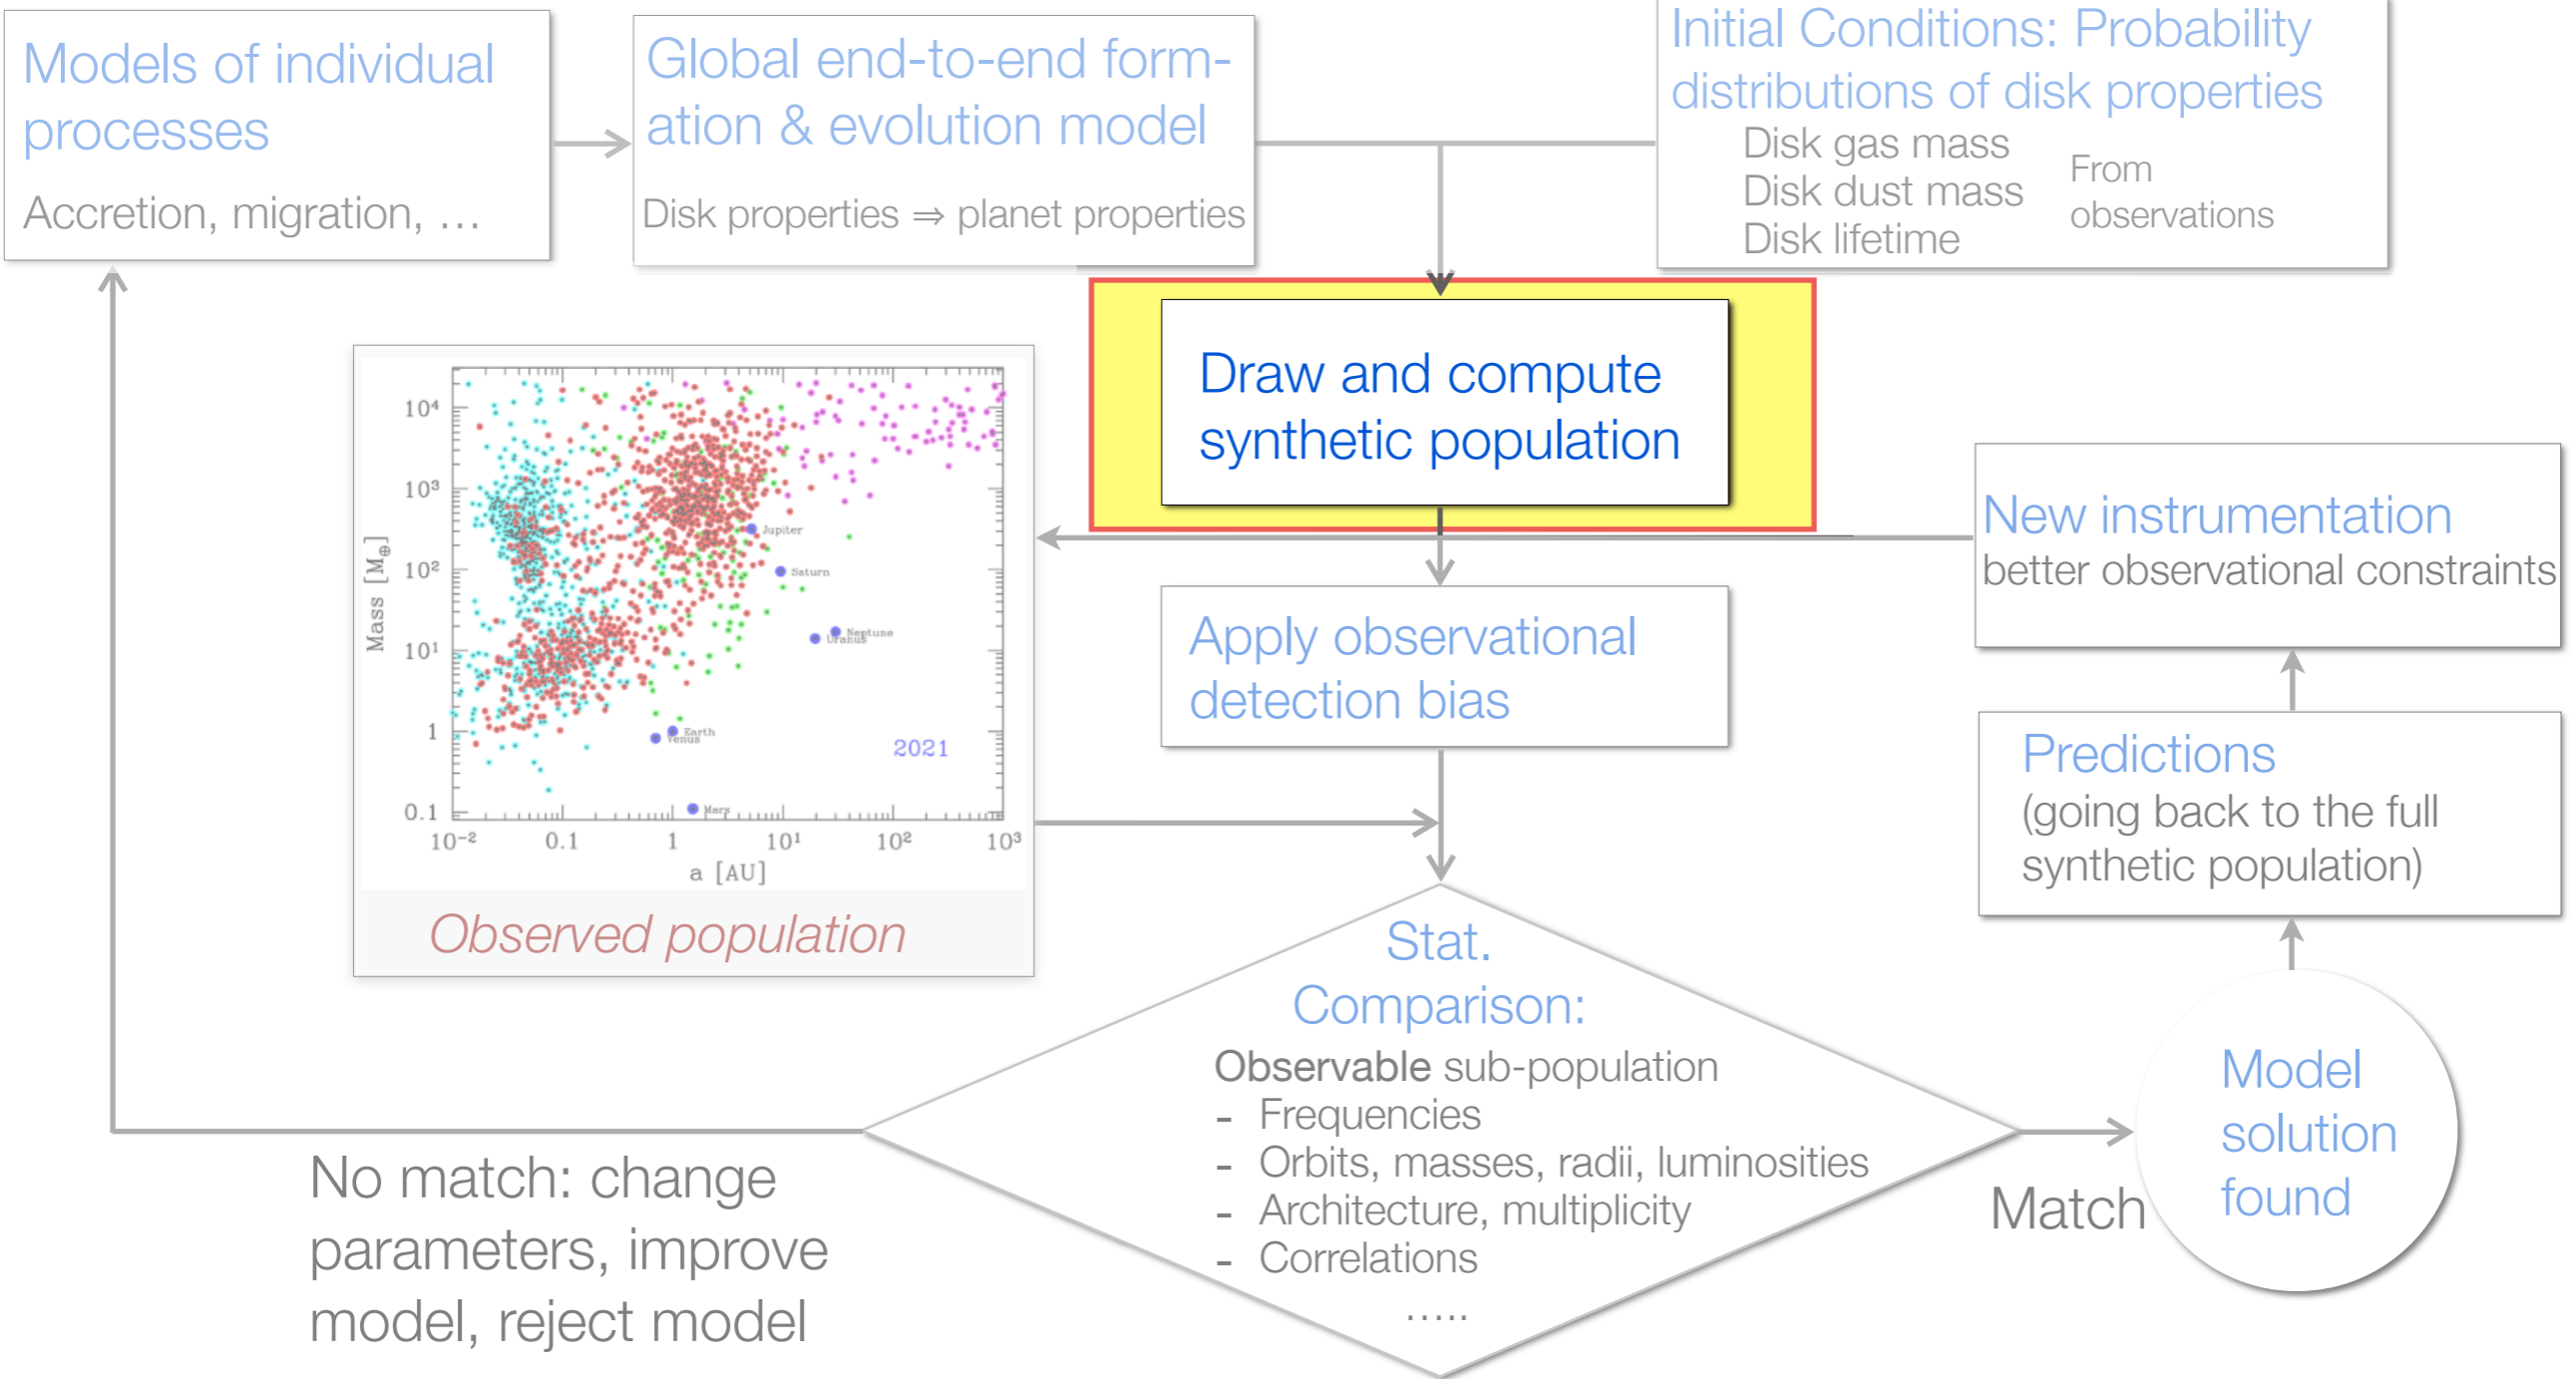 Models of individual
processes
Accretion, migration, …
Global end-to-end form-
ation & evolution model
Disk properties ⇒ planet properties
Initial Conditions: Probability
distributions of disk properties
Disk gas mass
Disk dust mass
Disk lifetime
From
observations
Draw and compute
synthetic population
10⁴
10³
10²
10¹
1
0.1
Mass [M⊕]
Jupiter
Saturn
Neptune
Uranus
Earth
Venus
Mars
2021
10⁻²
0.1
1
10¹
10²
10³
a [AU]
Observed population
Apply observational
detection bias
New instrumentation
better observational constraints
Predictions
(going back to the full
synthetic population)
Stat.
Comparison:
Observable sub-population
- Frequencies
- Orbits, masses, radii, luminosities
- Architecture, multiplicity
- Correlations
.....
Match
Model
solution
found
No match: change
parameters, improve
model, reject model